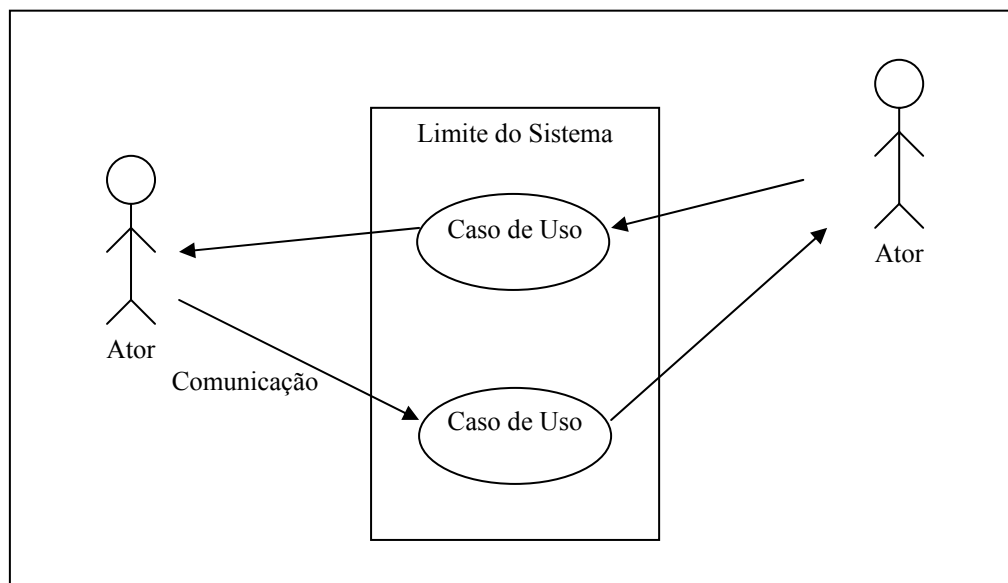 Limite do Sistema
Caso de Uso
Ator
Ator
Comunicação
Caso de Uso